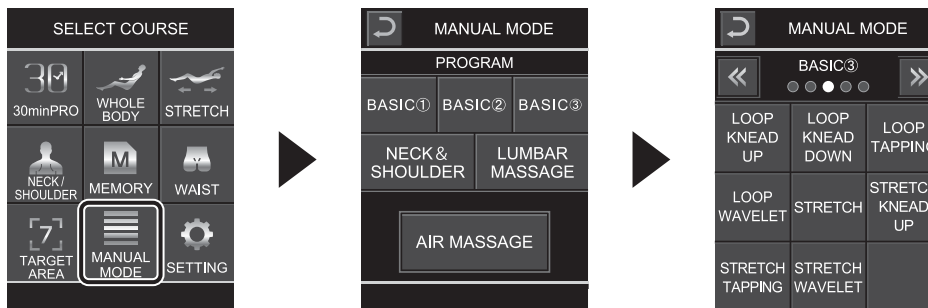 SELECT COURSE
30
30minPRO
WHOLE
BODY
STRETCH
NECK/
SHOULDER
M
MEMORY
WAIST
7
TARGET
AREA
MANUAL
MODE
SETTING
MANUAL MODE
PROGRAM
BASIC① BASIC② BASIC③
NECK &
SHOULDER
LUMBAR
MASSAGE
AIR MASSAGE
MANUAL MODE
BASIC③
LOOP
KNEAD
UP
LOOP
KNEAD
DOWN
LOOP
TAPPING
LOOP
WAVELET
STRETCH
STRETCH
KNEAD
UP
STRETCH
TAPPING
STRETCH
WAVELET